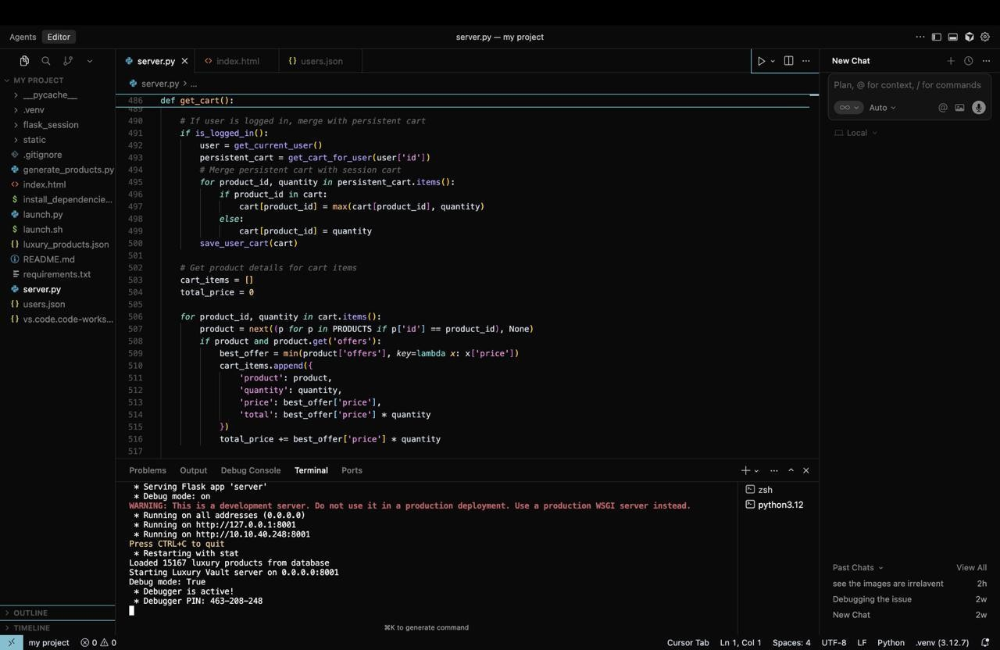 Agents Editor server.py — my project
server.py index.html users.json New Chat
MY PROJECT
server.py > ...
> __pycache__
> .venv
> flask_session
> static
.gitignore
generate_products.py
index.html
install_dependencie...
launch.py
launch.sh
luxury_products.json
README.md
requirements.txt
server.py
users.json
vs.code.code-works...
OUTLINE
TIMELINE
486 def get_cart():
489
490 # If user is logged in, merge with persistent cart
491 if is_logged_in():
492 user = get_current_user()
493 persistent_cart = get_cart_for_user(user['id'])
494 # Merge persistent cart with session cart
495 for product_id, quantity in persistent_cart.items():
496 if product_id in cart:
497 cart[product_id] = max(cart[product_id], quantity)
498 else:
499 cart[product_id] = quantity
500 save_user_cart(cart)
501
502 # Get product details for cart items
503 cart_items = []
504 total_price = 0
505
506 for product_id, quantity in cart.items():
507 product = next((p for p in PRODUCTS if p['id'] == product_id), None)
508 if product and product.get('offers'):
509 best_offer = min(product['offers'], key=lambda x: x['price'])
510 cart_items.append({
511 'product': product,
512 'quantity': quantity,
513 'price': best_offer['price'],
514 'total': best_offer['price'] * quantity
515 })
516 total_price += best_offer['price'] * quantity
517
Problems Output Debug Console Terminal Ports
* Serving Flask app 'server'
* Debug mode: on
WARNING: This is a development server. Do not use it in a production deployment. Use a production WSGI server instead.
* Running on all addresses (0.0.0.0)
* Running on http://127.0.0.1:8001
* Running on http://10.10.40.248:8001
Press CTRL+C to quit
* Restarting with stat
Loaded 15167 luxury products from database
Starting Luxury Vault server on 0.0.0.0:8001
Debug mode: True
* Debugger is active!
* Debugger PIN: 463-208-248
⌘K to generate command
zsh
python3.12
Plan, @ for context, / for commands
∞ Auto @
Local
Past Chats View All
see the images are irrelavent 2h
Debugging the issue 2w
New Chat 2w
my project 0 0 Cursor Tab Ln 1, Col 1 Spaces: 4 UTF-8 LF Python .venv (3.12.7)